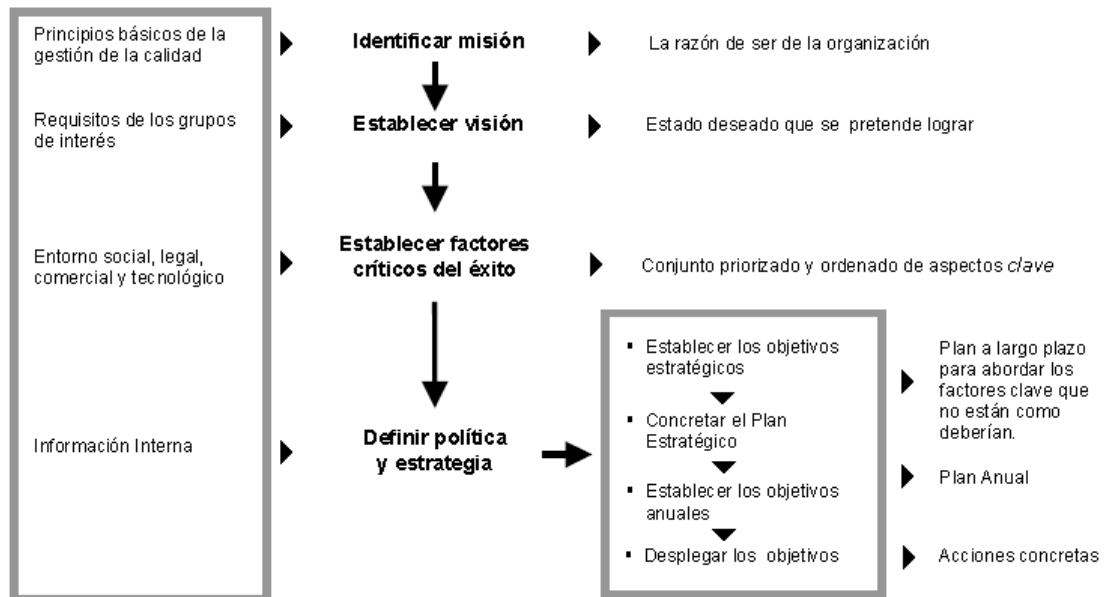 Principios básicos de la
gestión de la calidad
Identificar misión
La razón de ser de la organización
Requisitos de los grupos
de interés
Establecer visión
Estado deseado que se pretende lograr
Entorno social, legal,
comercial y tecnológico
Establecer factores
críticos del éxito
Conjunto priorizado y ordenado de aspectos clave
Información Interna
Definir política
y estrategia
▪ Establecer los objetivos
estratégicos
▪ Concretar el Plan
Estratégico
▪ Establecer los objetivos
anuales
▪ Desplegar los objetivos
Plan a largo plazo
para abordar los
factores clave que
no están como
deberían.
Plan Anual
Acciones concretas